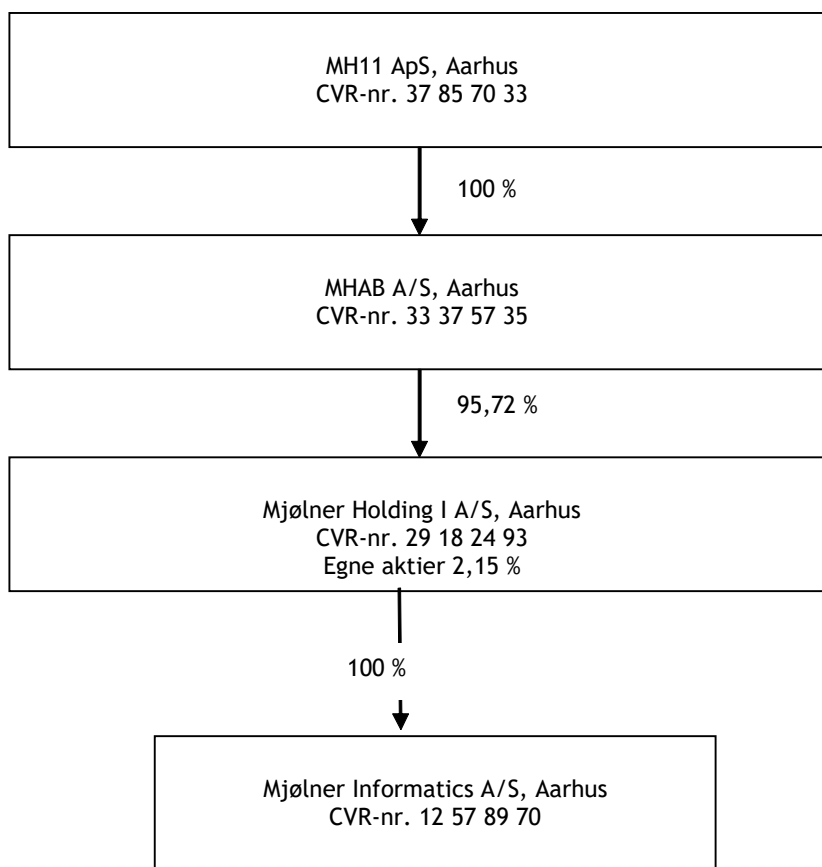 MH11 ApS, Aarhus
CVR-nr. 37 85 70 33
100 %
MHAB A/S, Aarhus
CVR-nr. 33 37 57 35
95,72 %
Mjølner Holding I A/S, Aarhus
CVR-nr. 29 18 24 93
Egne aktier 2,15 %
100 %
Mjølner Informatics A/S, Aarhus
CVR-nr. 12 57 89 70